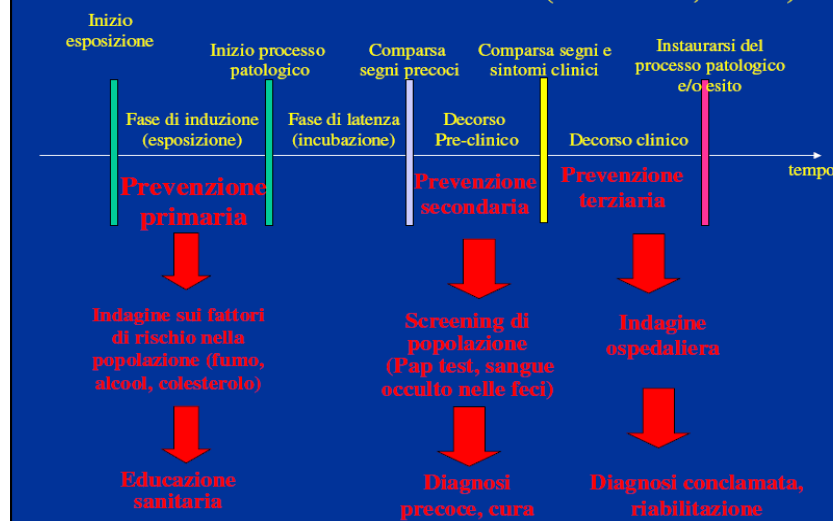 Inizio
esposizione
Inizio processo
patologico
Comparsa
segni precoci
Comparsa segni e
sintomi clinici
Instaurarsi del
processo patologico
e/o esito
Fase di induzione
(esposizione)
Fase di latenza
(incubazione)
Decorso
Pre-clinico
Decorso clinico
tempo
Prevenzione
primaria
Prevenzione
secondaria
Prevenzione
terziaria
Indagine sui fattori
di rischio nella
popolazione (fumo,
alcool, colesterolo)
Screening di
popolazione
(Pap test, sangue
occulto nelle feci)
Indagine
ospedaliera
Educazione
sanitaria
Diagnosi
precoce, cura
Diagnosi conclamata,
riabilitazione